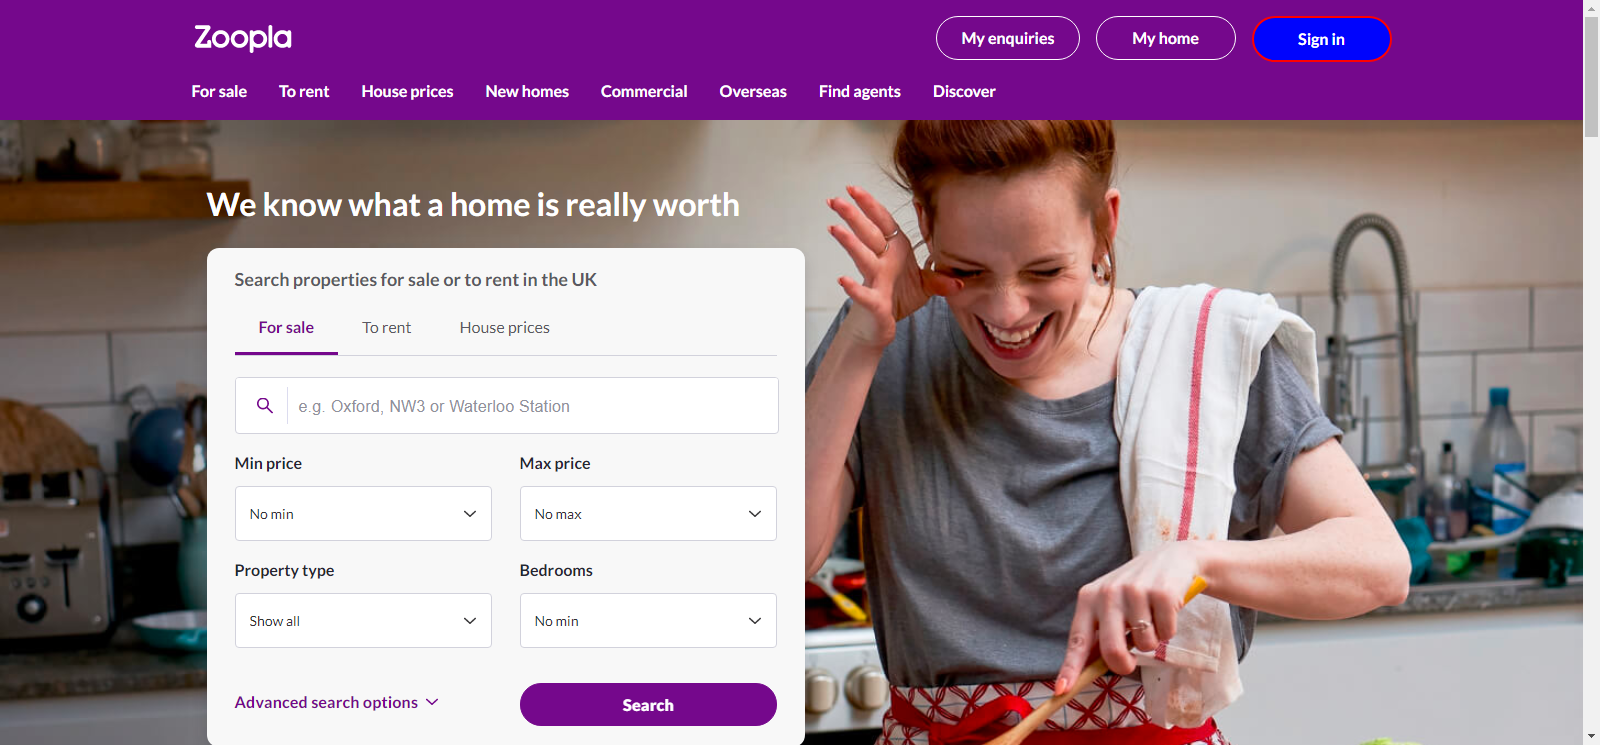 Zoopla
My enquiries
My home
Sign in
For sale
To rent
House prices
New homes
Commercial
Overseas
Find agents
Discover
We know what a home is really worth
Search properties for sale or to rent in the UK
For sale
To rent
House prices
e.g. Oxford, NW3 or Waterloo Station
Min price
Max price
No min
No max
Property type
Bedrooms
Show all
No min
Advanced search options
Search